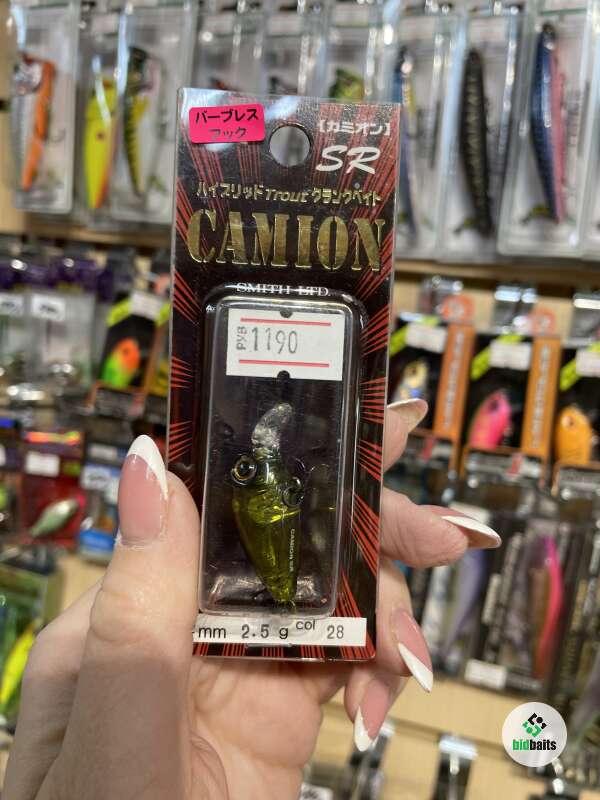 バーブレス
フック
【カミオン】
SR
ハイブリッドTroutクランクベイト
CAMION
SMITH LTD.
РУБ
1190
CAMION SR
mm 2.5 g col 28
bidbaits